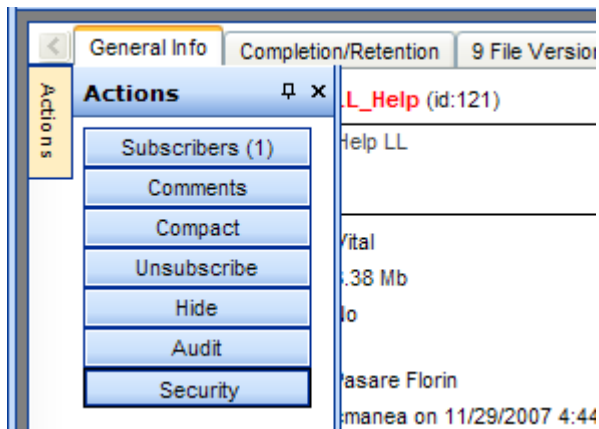 General Info
Completion/Retention
9 File Version
Actions
Actions
LL_Help (id:121)
Subscribers (1)
Help LL
Comments
Compact
Vital
Unsubscribe
.38 Mb
Hide
No
Audit
Pasare Florin
Security
cmanea on 11/29/2007 4:44